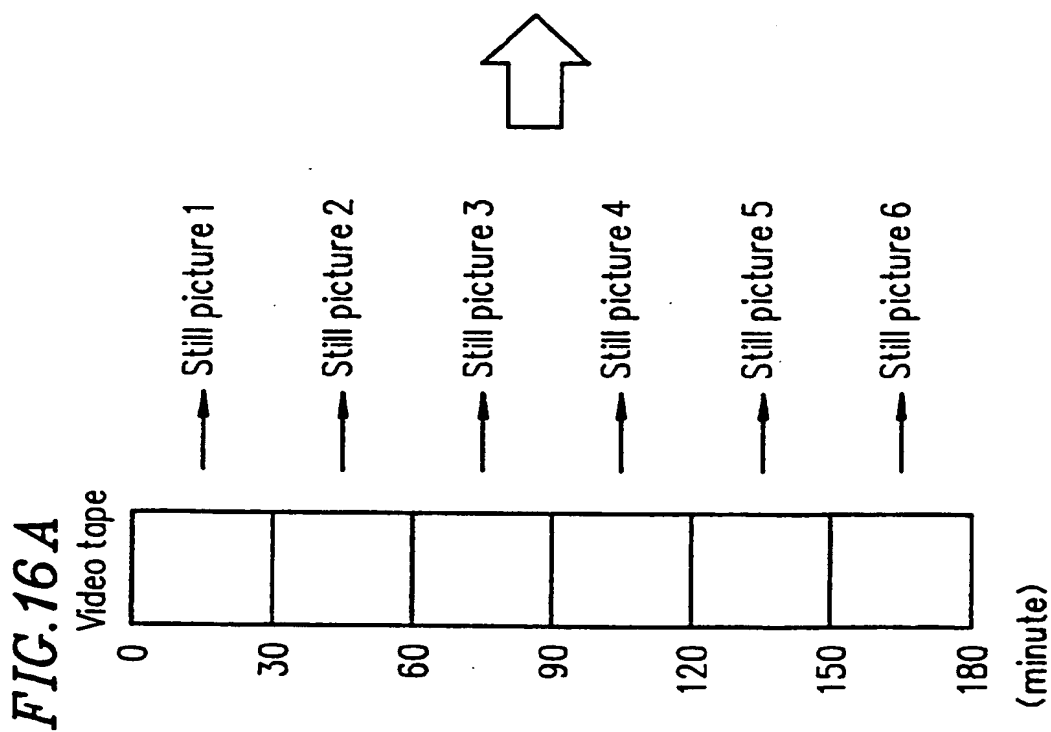 FIG.16A
Video tape
0
Still picture 1
30
Still picture 2
60
Still picture 3
90
Still picture 4
120
Still picture 5
150
Still picture 6
180
(minute)